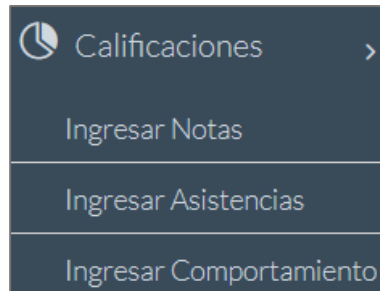 Calificaciones
Ingresar Notas
Ingresar Asistencias
Ingresar Comportamiento